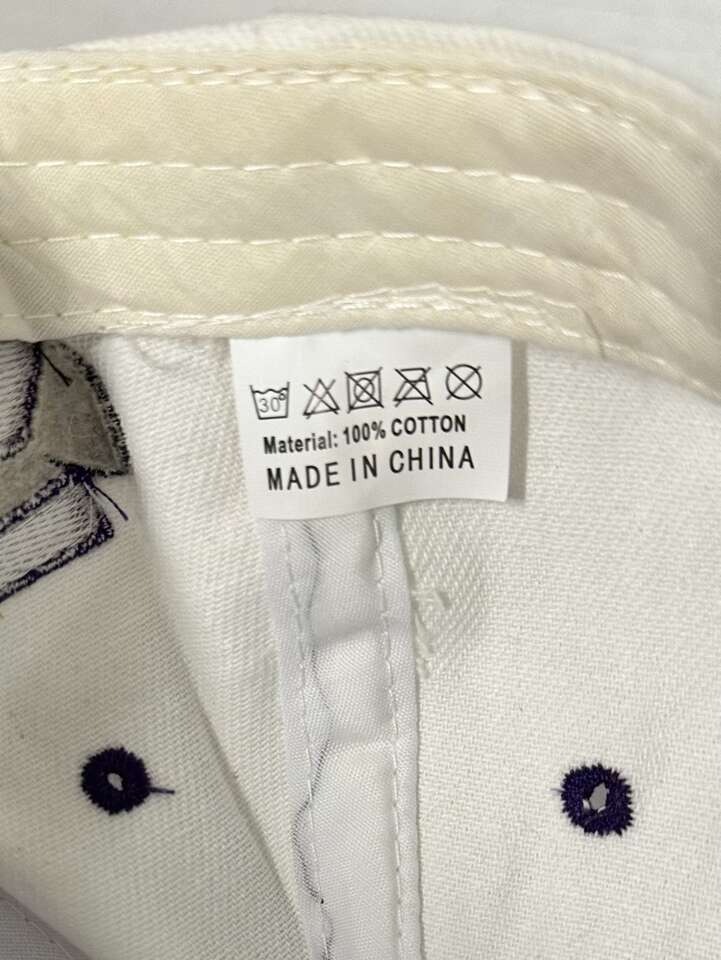 30°
Material: 100% COTTON
MADE IN CHINA